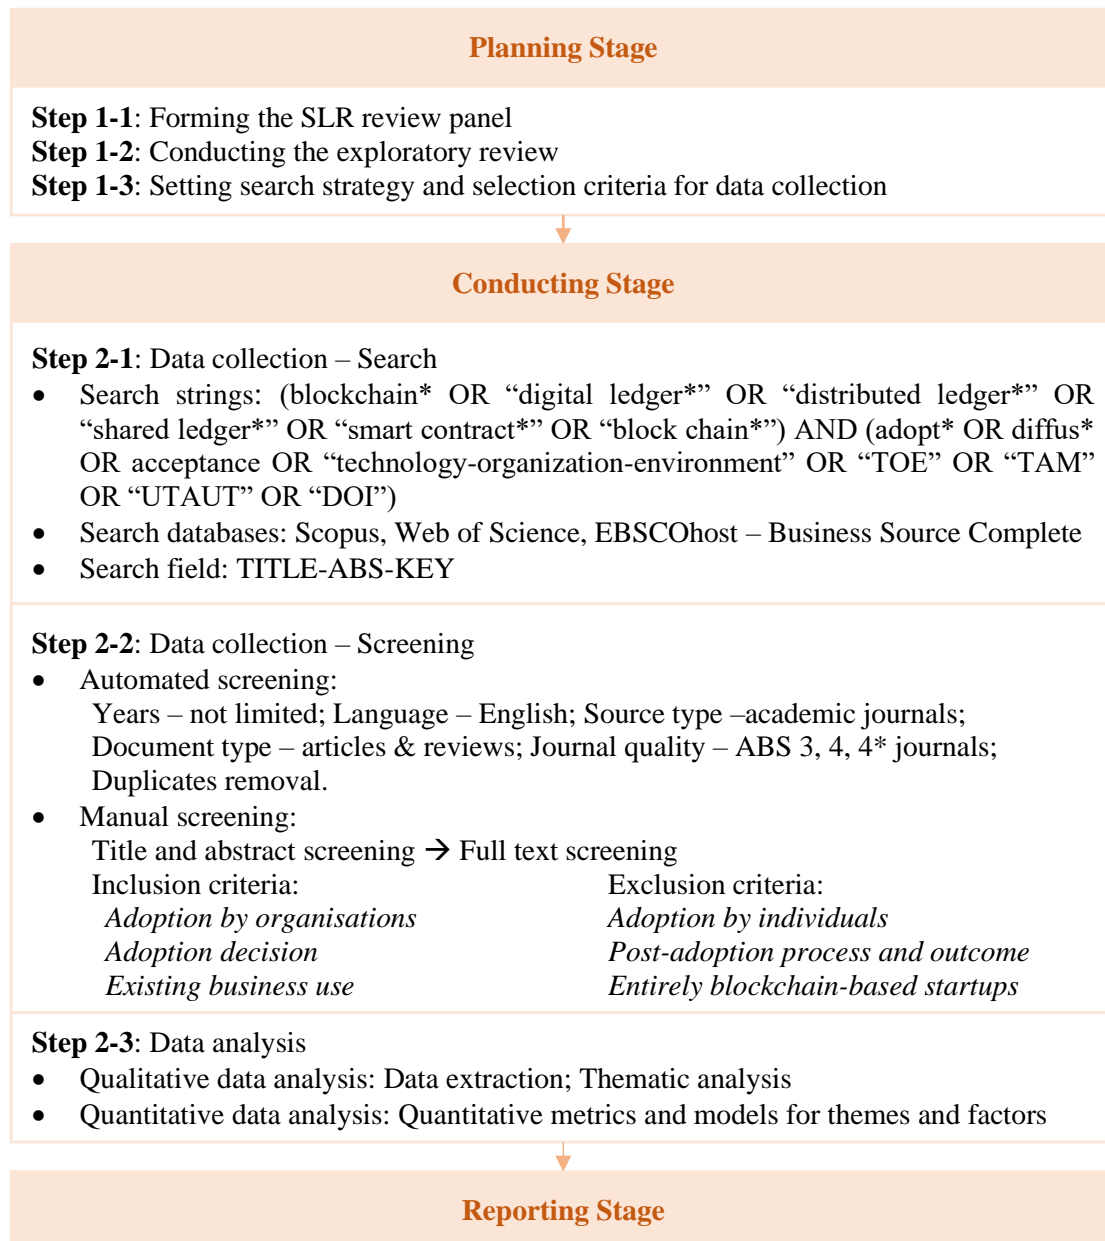 Planning Stage
Step 1-1: Forming the SLR review panel
Step 1-2: Conducting the exploratory review
Step 1-3: Setting search strategy and selection criteria for data collection
Conducting Stage
Step 2-1: Data collection – Search
• Search strings: (blockchain* OR “digital ledger*” OR “distributed ledger*” OR
“shared ledger*” OR “smart contract*” OR “block chain*”) AND (adopt* OR diffus*
OR acceptance OR “technology-organization-environment” OR “TOE” OR “TAM”
OR “UTAUT” OR “DOI”)
• Search databases: Scopus, Web of Science, EBSCOhost – Business Source Complete
• Search field: TITLE-ABS-KEY
Step 2-2: Data collection – Screening
• Automated screening:
Years – not limited; Language – English; Source type –academic journals;
Document type – articles & reviews; Journal quality – ABS 3, 4, 4* journals;
Duplicates removal.
• Manual screening:
Title and abstract screening → Full text screening
Inclusion criteria: Exclusion criteria:
Adoption by organisations Adoption by individuals
Adoption decision Post-adoption process and outcome
Existing business use Entirely blockchain-based startups
Step 2-3: Data analysis
• Qualitative data analysis: Data extraction; Thematic analysis
• Quantitative data analysis: Quantitative metrics and models for themes and factors
Reporting Stage